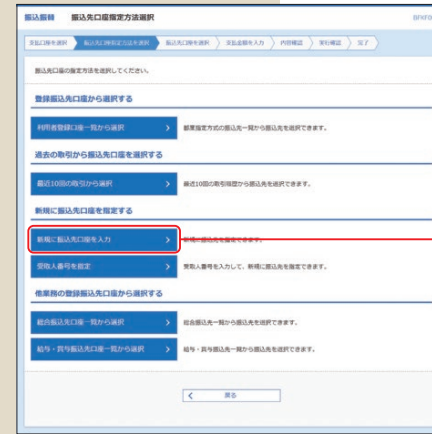 振込振替 振込先口座指定方法選択
BFKF0
支払口座を選択 振込先口座指定方法を選択 振込先口座を選択 支払金額を入力 内容確認 実行確認 完了
振込先口座の指定方法を選択してください。
登録振込先口座から選択する
利用者登録口座一覧から選択
都度指定方式の振込先一覧から振込先を選択できます。
過去の取引から振込先口座を選択する
最近10回の取引から選択
最近10回の取引履歴から振込先を選択できます。
新規に振込先口座を指定する
新規に振込先口座を入力
新規に振込先を指定できます。
受取人番号を指定
受取人番号を入力して、新規に振込先を指定できます。
他業務の登録振込先口座から選択する
総合振込先口座一覧から選択
総合振込先一覧から振込先を選択できます。
給与・賞与振込先口座一覧から選択
給与・賞与振込先一覧から振込先を選択できます。
戻る